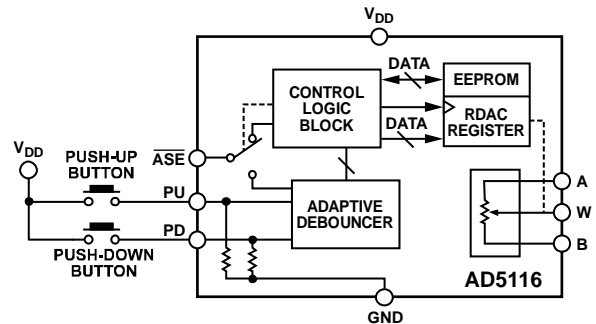 VDD
DATA
EEPROM
CONTROL
LOGIC
BLOCK
DATA
RDAC
REGISTER
VDD
PUSH-UP
BUTTON
ASE
PU
PD
PUSH-DOWN
BUTTON
ADAPTIVE
DEBOUNCER
A
W
B
AD5116
GND